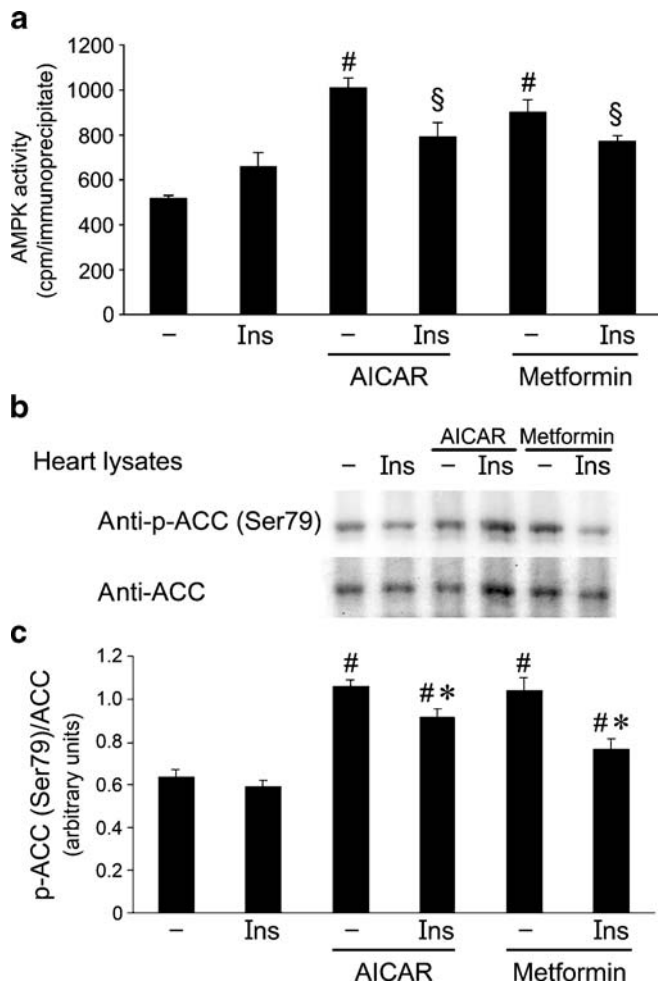 a
AMPK activity
(cpm/immunoprecipitate)
1200
1000
800
600
400
200
0
# § # §
– Ins – Ins – Ins
AICAR Metformin
b
AICAR Metformin
Heart lysates – Ins – Ins – Ins
Anti-p-ACC (Ser79)
Anti-ACC
c
p-ACC (Ser79)/ACC
(arbitrary units)
1.2
1.0
0.8
0.6
0.4
0.2
0
# #* # #*
– Ins – Ins – Ins
AICAR Metformin